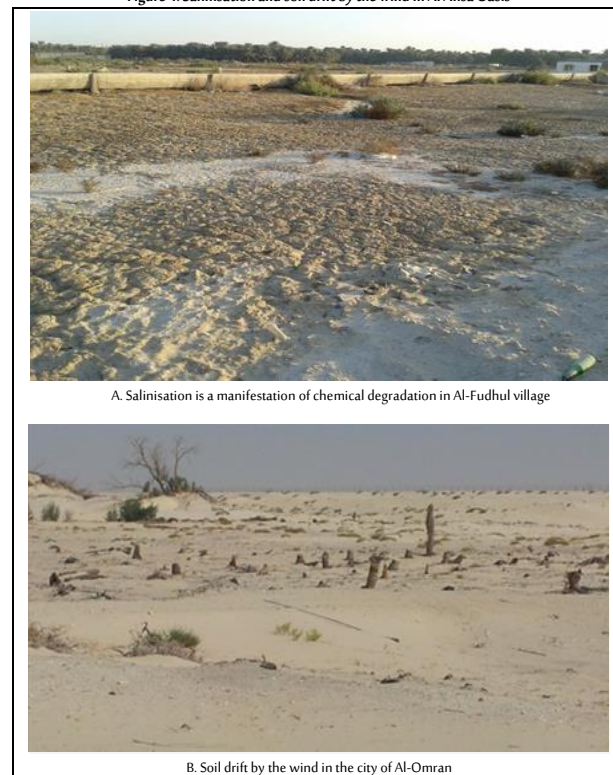 A. Salinisation is a manifestation of chemical degradation in Al-Fudhul village
B. Soil drift by the wind in the city of Al-Omran